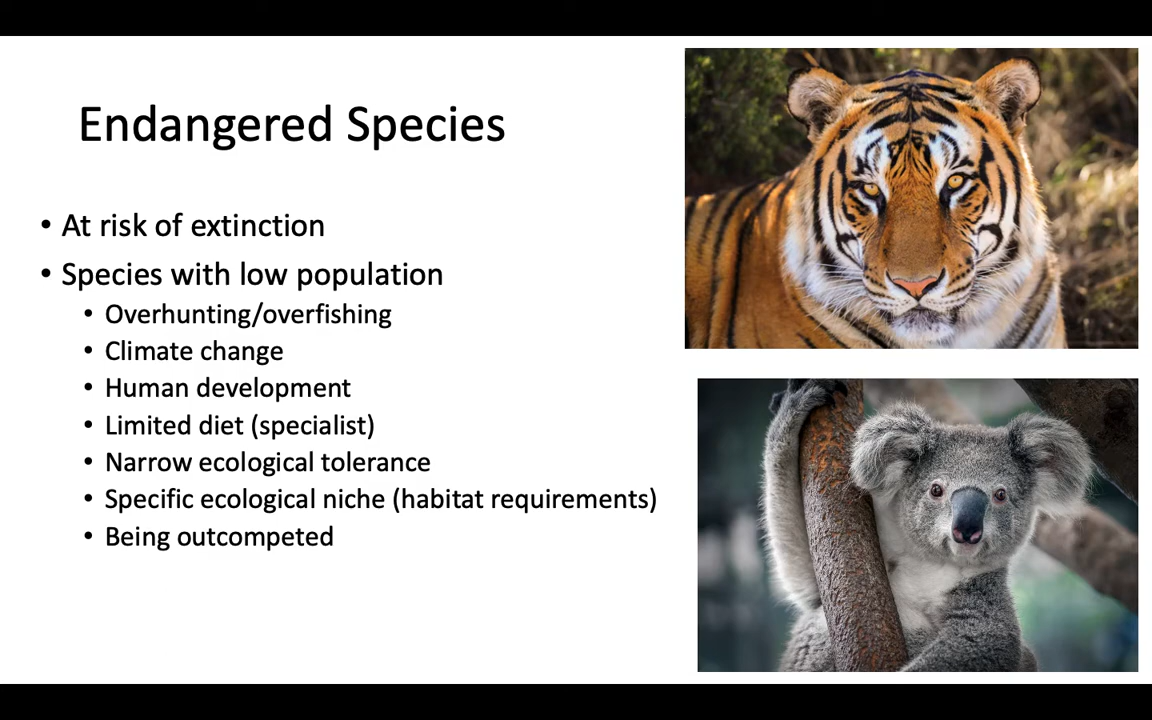 Endangered Species
• At risk of extinction
• Species with low population
• Overhunting/overfishing
• Climate change
• Human development
• Limited diet (specialist)
• Narrow ecological tolerance
• Specific ecological niche (habitat requirements)
• Being outcompeted